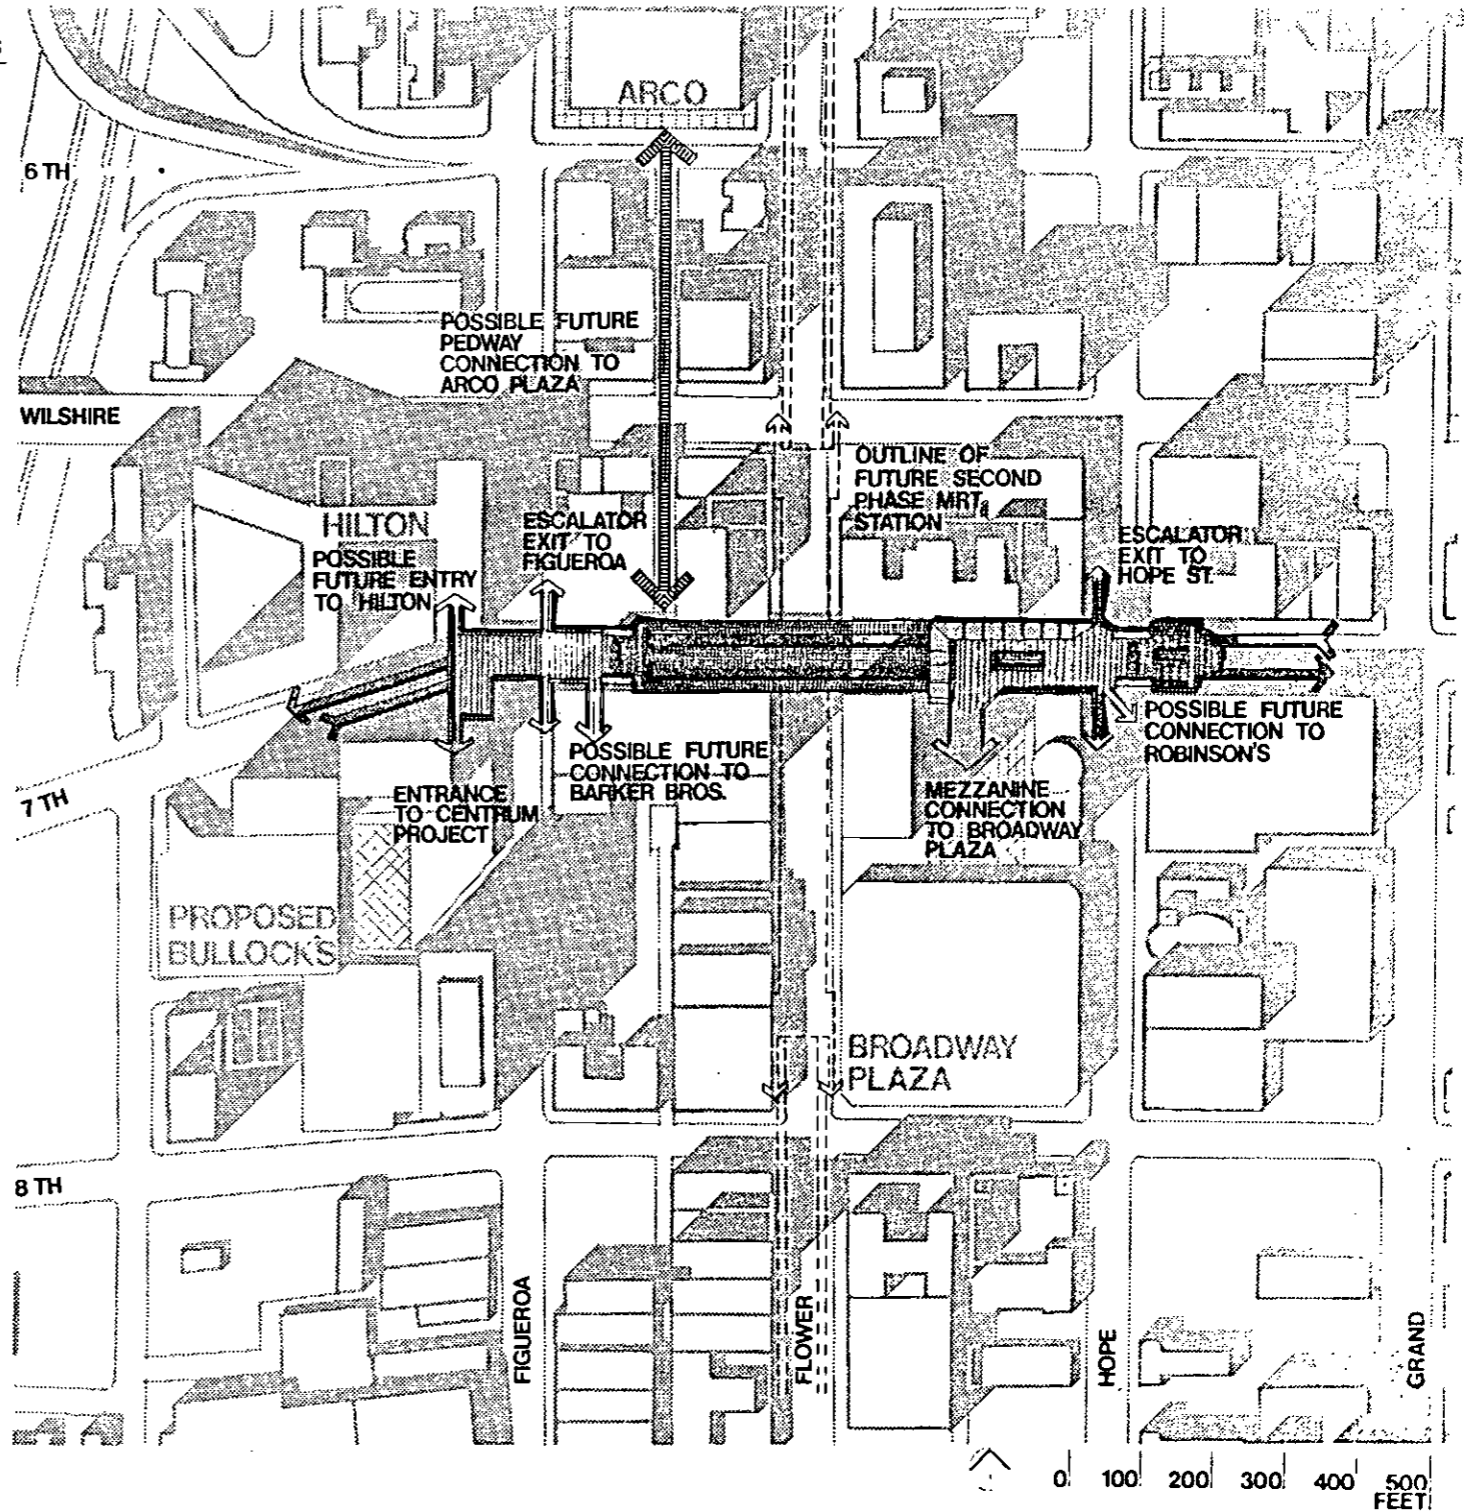 ARCO
6 TH
POSSIBLE FUTURE
PEDWAY
CONNECTION TO
ARCO PLAZA
WILSHIRE
OUTLINE OF
FUTURE SECOND
PHASE MRT
STATION
HILTON
POSSIBLE
FUTURE ENTRY
TO HILTON
ESCALATOR
EXIT TO
FIGUEROA
ESCALATOR
EXIT TO
HOPE ST.
POSSIBLE FUTURE
CONNECTION TO
ROBINSON'S
POSSIBLE FUTURE
CONNECTION TO
BARKER BROS.
7 TH
ENTRANCE
TO CENTRUM
PROJECT
MEZZANINE
CONNECTION
TO BROADWAY
PLAZA
PROPOSED
BULLOCK'S
BROADWAY
PLAZA
8 TH
FIGUEROA
FLOWER
HOPE
GRAND
0 100 200 300 400 500
FEET